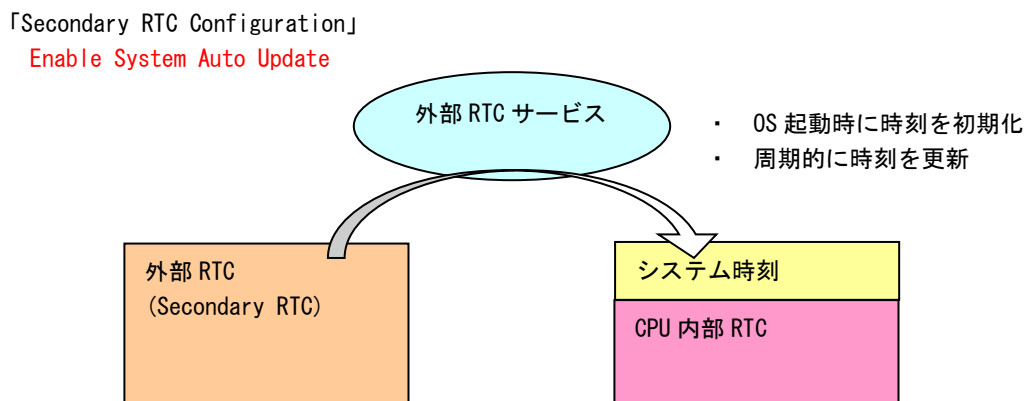 「Secondary RTC Configuration」
Enable System Auto Update
外部 RTC サービス
・ OS 起動時に時刻を初期化
・ 周期的に時刻を更新
外部 RTC
(Secondary RTC)
システム時刻
CPU 内部 RTC